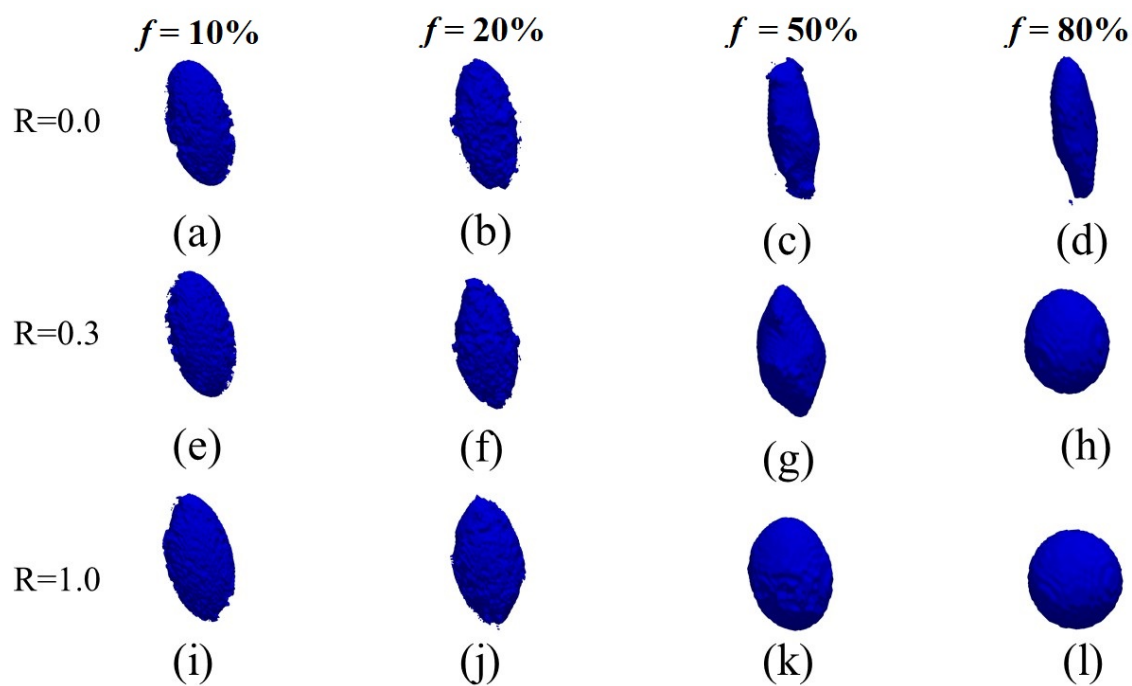 f = 10% f = 20% f = 50% f = 80%
R=0.0
(a) (b) (c) (d)
R=0.3
(e) (f) (g) (h)
R=1.0
(i) (j) (k) (l)